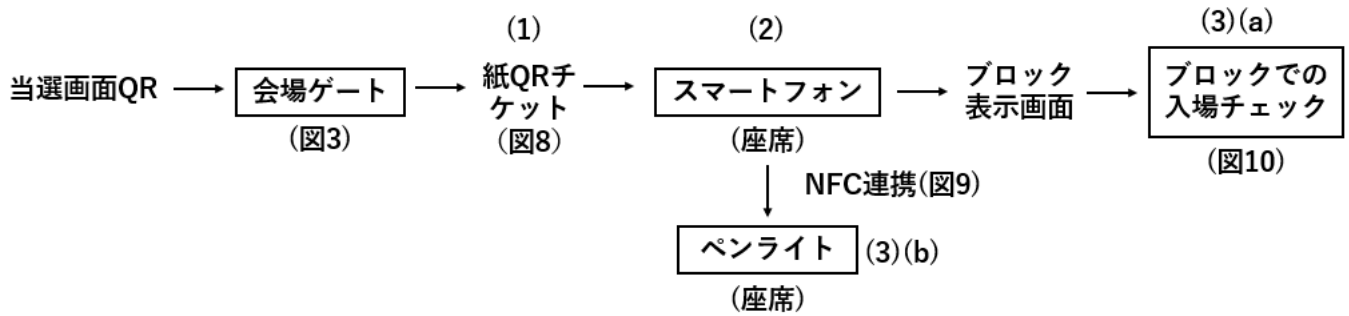 (1)
(2)
(3)(a)
当選画面QR
会場ゲート
(図3)
紙QRチ
ケット
(図8)
スマートフォン
(座席)
ブロック
表示画面
ブロックでの
入場チェック
(図10)
NFC連携(図9)
ペンライト
(3)(b)
(座席)